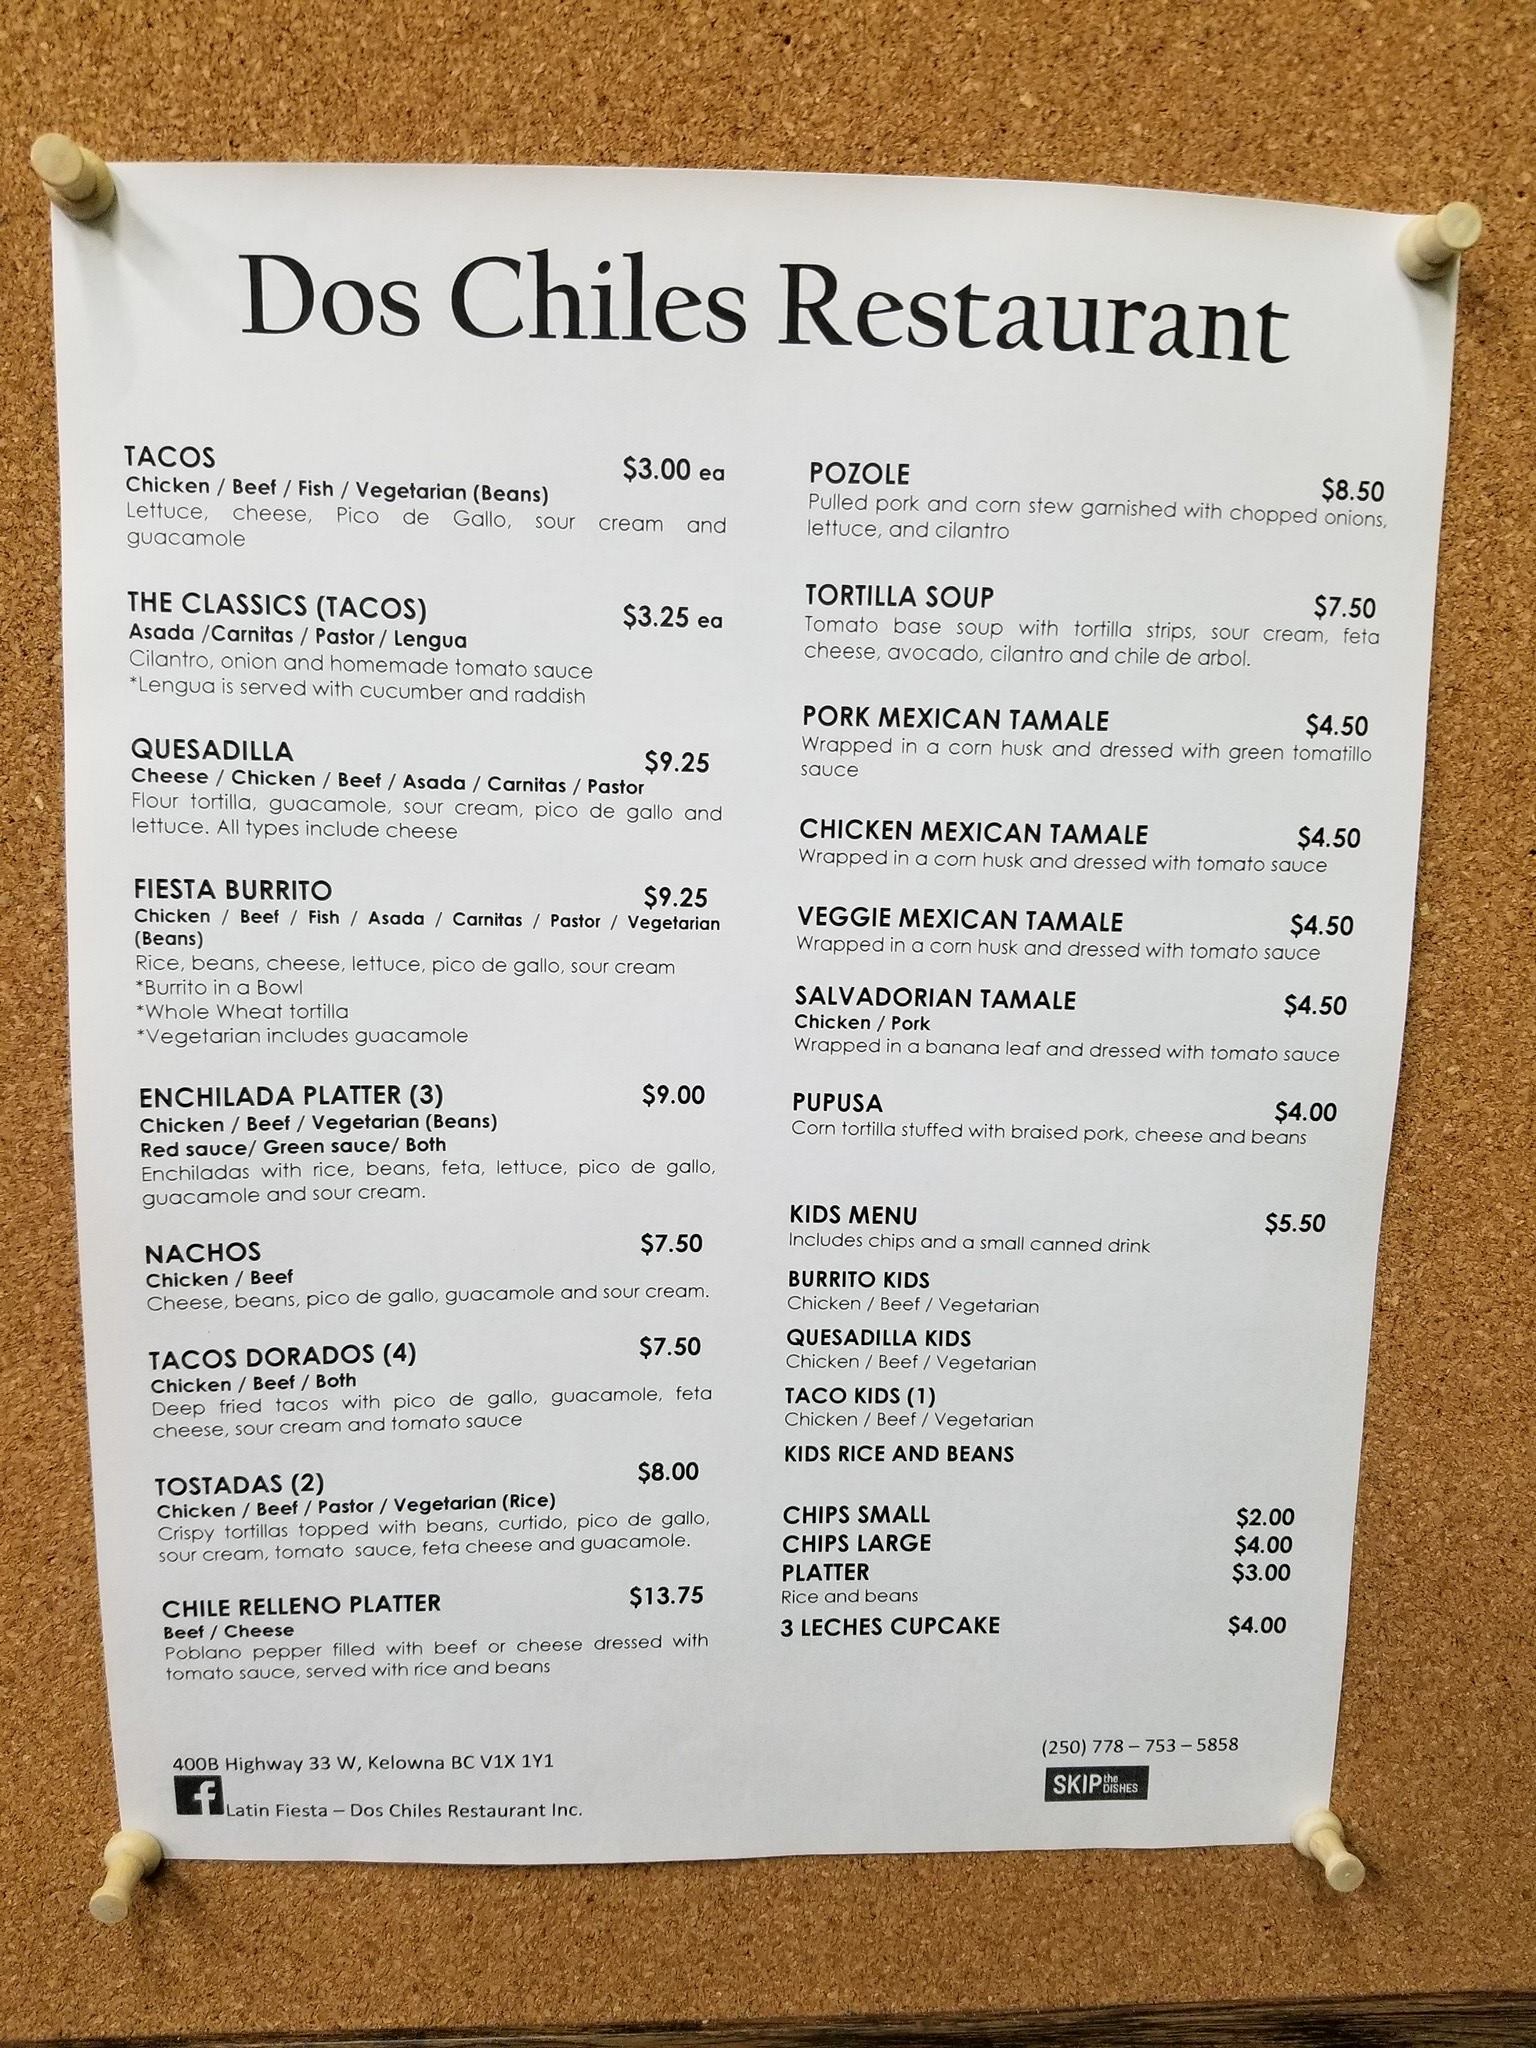 Dos Chiles Restaurant
TACOS $3.00 ea
Chicken / Beef / Fish / Vegetarian (Beans)
Lettuce, cheese, Pico de Gallo, sour cream and
guacamole
THE CLASSICS (TACOS) $3.25 ea
Asada /Carnitas / Pastor / Lengua
Cilantro, onion and homemade tomato sauce
*Lengua is served with cucumber and raddish
QUESADILLA $9.25
Cheese / Chicken / Beef / Asada / Carnitas / Pastor
Flour tortilla, guacamole, sour cream, pico de gallo and
lettuce. All types include cheese
FIESTA BURRITO $9.25
Chicken / Beef / Fish / Asada / Carnitas / Pastor / Vegetarian
(Beans)
Rice, beans, cheese, lettuce, pico de gallo, sour cream
*Burrito in a Bowl
*Whole Wheat tortilla
*Vegetarian includes guacamole
ENCHILADA PLATTER (3) $9.00
Chicken / Beef / Vegetarian (Beans)
Red sauce/ Green sauce/ Both
Enchiladas with rice, beans, feta, lettuce, pico de gallo,
guacamole and sour cream.
NACHOS $7.50
Chicken / Beef
Cheese, beans, pico de gallo, guacamole and sour cream.
TACOS DORADOS (4) $7.50
Chicken / Beef / Both
Deep fried tacos with pico de gallo, guacamole, feta
cheese, sour cream and tomato sauce
TOSTADAS (2) $8.00
Chicken / Beef / Pastor / Vegetarian (Rice)
Crispy tortillas topped with beans, curtido, pico de gallo,
sour cream, tomato sauce, feta cheese and guacamole.
CHILE RELLENO PLATTER $13.75
Beef / Cheese
Poblano pepper filled with beef or cheese dressed with
tomato sauce, served with rice and beans
POZOLE $8.50
Pulled pork and corn stew garnished with chopped onions,
lettuce, and cilantro
TORTILLA SOUP $7.50
Tomato base soup with tortilla strips, sour cream, feta
cheese, avocado, cilantro and chile de arbol.
PORK MEXICAN TAMALE $4.50
Wrapped in a corn husk and dressed with green tomatillo
sauce
CHICKEN MEXICAN TAMALE $4.50
Wrapped in a corn husk and dressed with tomato sauce
VEGGIE MEXICAN TAMALE $4.50
Wrapped in a corn husk and dressed with tomato sauce
SALVADORIAN TAMALE $4.50
Chicken / Pork
Wrapped in a banana leaf and dressed with tomato sauce
PUPUSA $4.00
Corn tortilla stuffed with braised pork, cheese and beans
KIDS MENU $5.50
Includes chips and a small canned drink
BURRITO KIDS
Chicken / Beef / Vegetarian
QUESADILLA KIDS
Chicken / Beef / Vegetarian
TACO KIDS (1)
Chicken / Beef / Vegetarian
KIDS RICE AND BEANS
CHIPS SMALL $2.00
CHIPS LARGE $4.00
PLATTER $3.00
Rice and beans
3 LECHES CUPCAKE $4.00
400B Highway 33 W, Kelowna BC V1X 1Y1
f Latin Fiesta – Dos Chiles Restaurant Inc.
(250) 778 – 753 – 5858
SKIP the DISHES